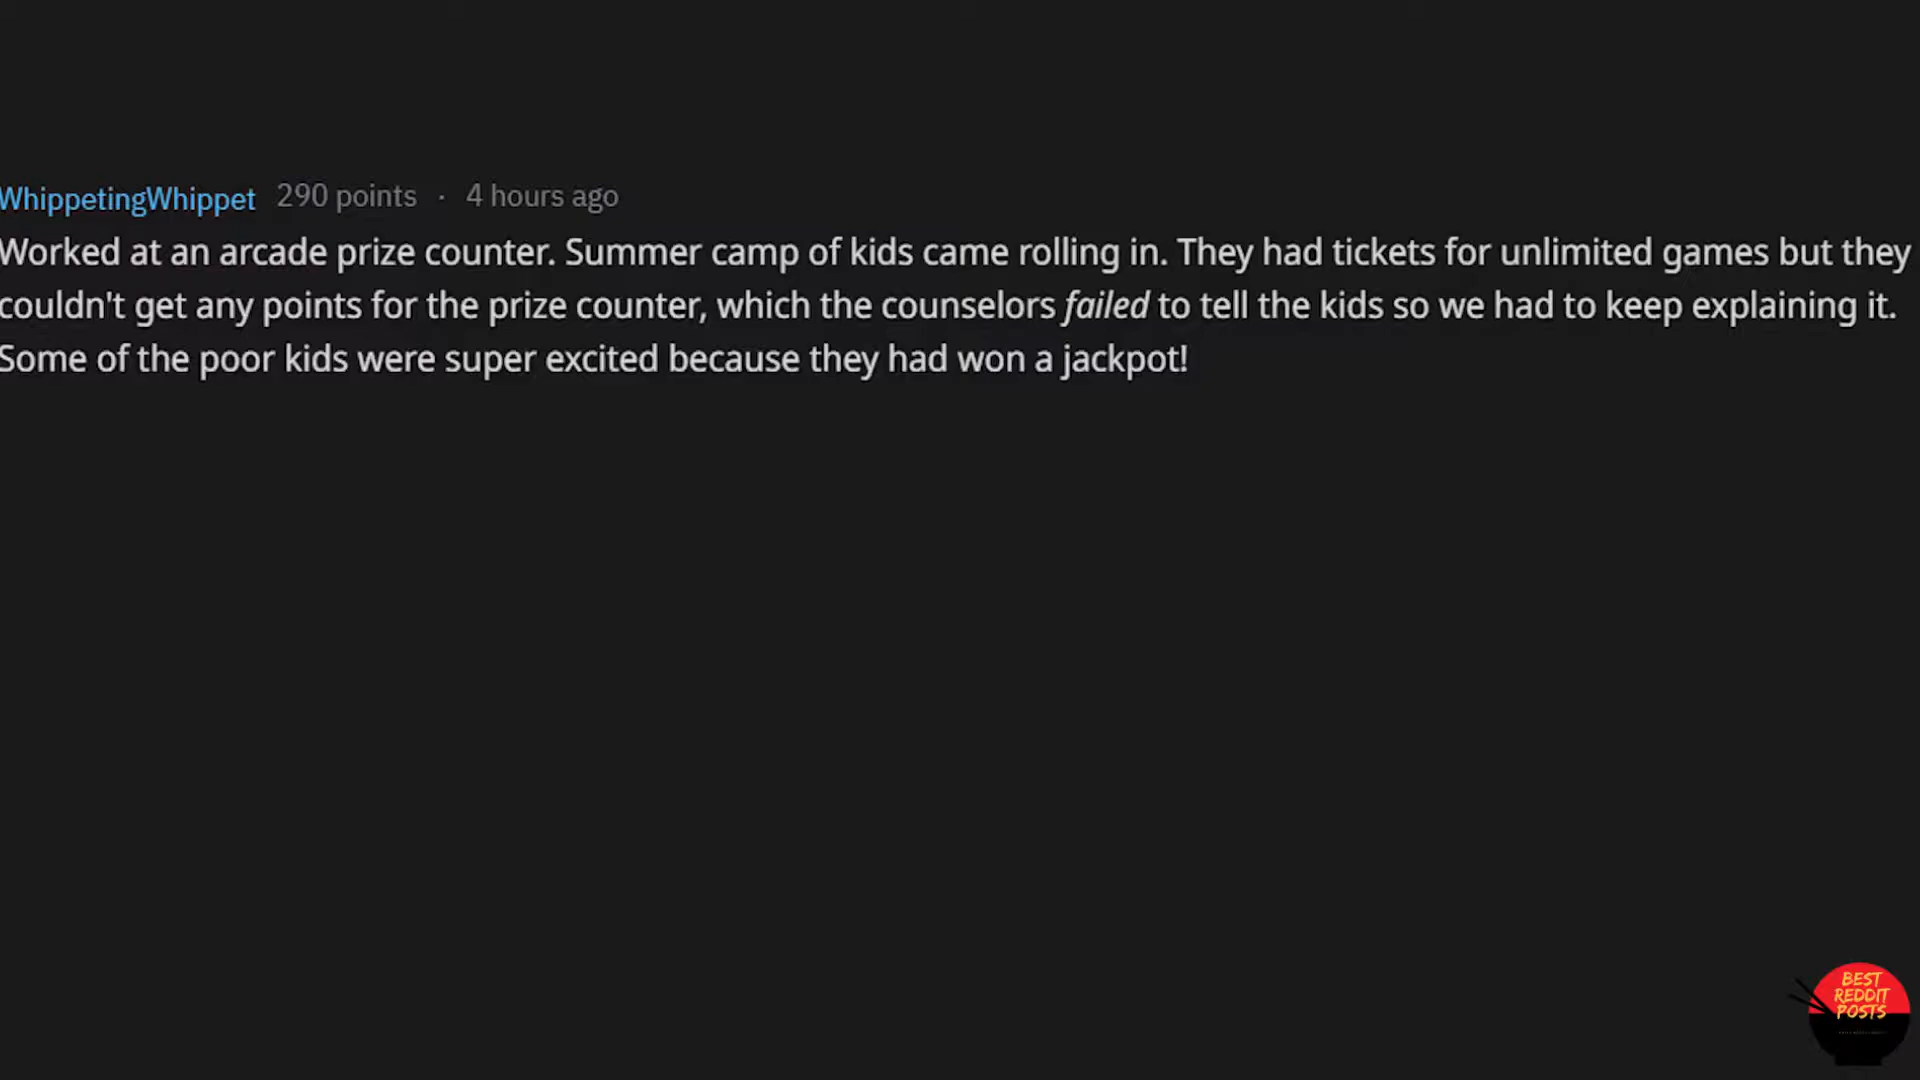 WhippetingWhippet 290 points · 4 hours ago
Worked at an arcade prize counter. Summer camp of kids came rolling in. They had tickets for unlimited games but they
couldn't get any points for the prize counter, which the counselors failed to tell the kids so we had to keep explaining it.
Some of the poor kids were super excited because they had won a jackpot!
BEST
REDDIT
POSTS